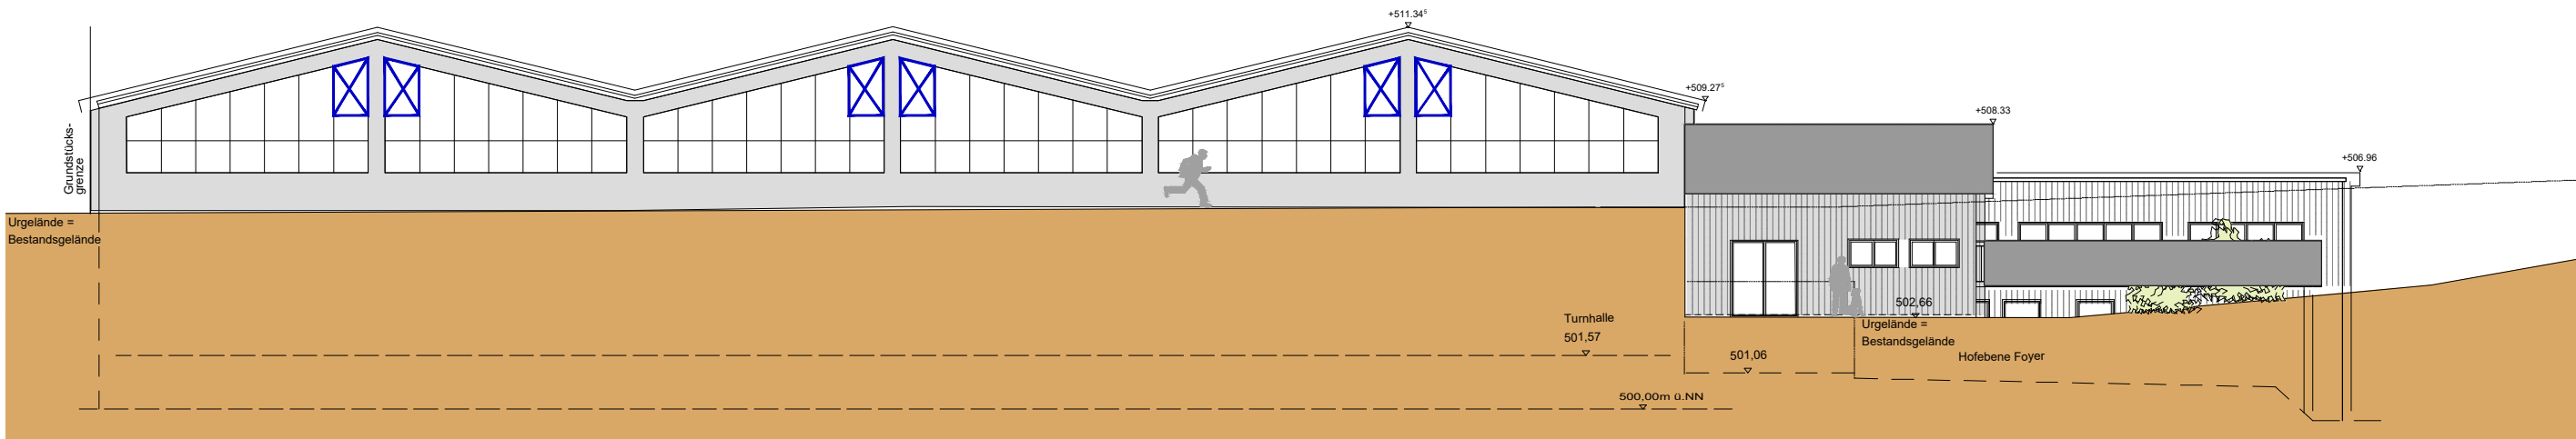 +511.34⁵
+509.27⁵
+508.33
+506.96
Grundstücks-
grenze
Urgelände =
Bestandsgelände
502,66
Turnhalle
501,57
Urgelände =
Bestandsgelände
501,06
Hofebene Foyer
500,00m ü.NN